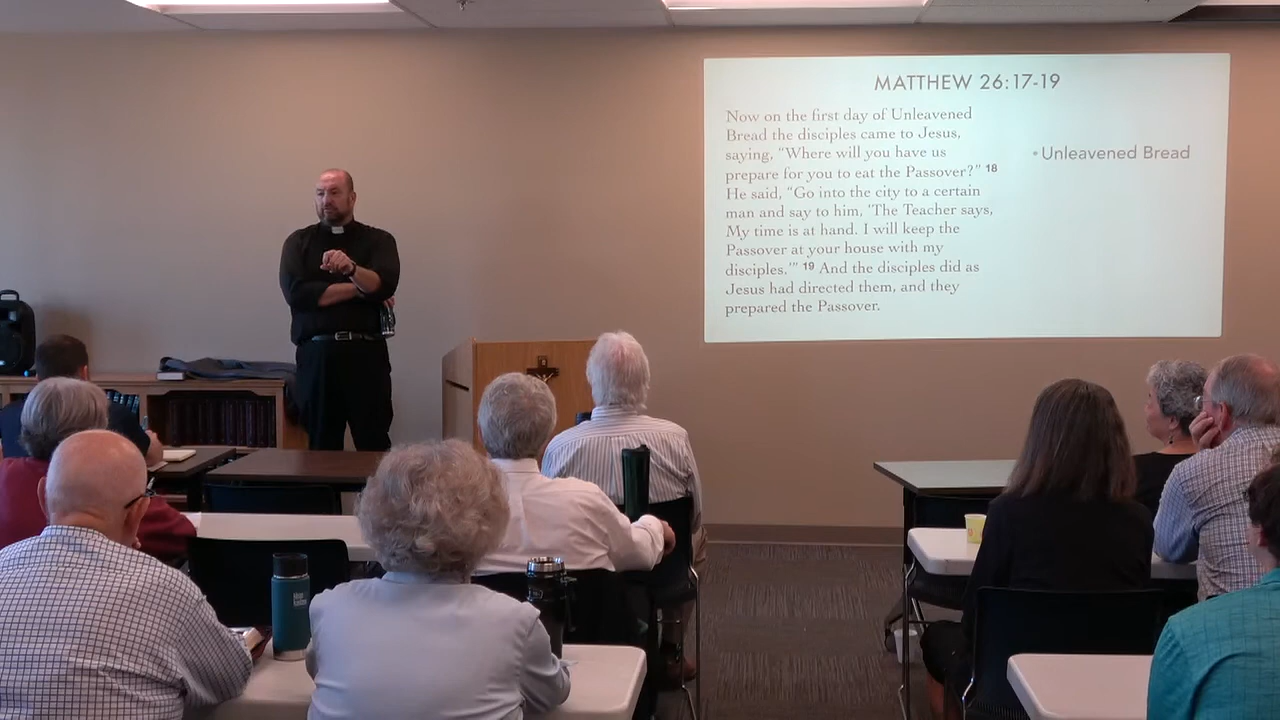 MATTHEW 26:17-19
Now on the first day of Unleavened
Bread the disciples came to Jesus,
saying, “Where will you have us
prepare for you to eat the Passover?” 18
He said, “Go into the city to a certain
man and say to him, ‘The Teacher says,
My time is at hand. I will keep the
Passover at your house with my
disciples.’” 19 And the disciples did as
Jesus had directed them, and they
prepared the Passover.
• Unleavened Bread